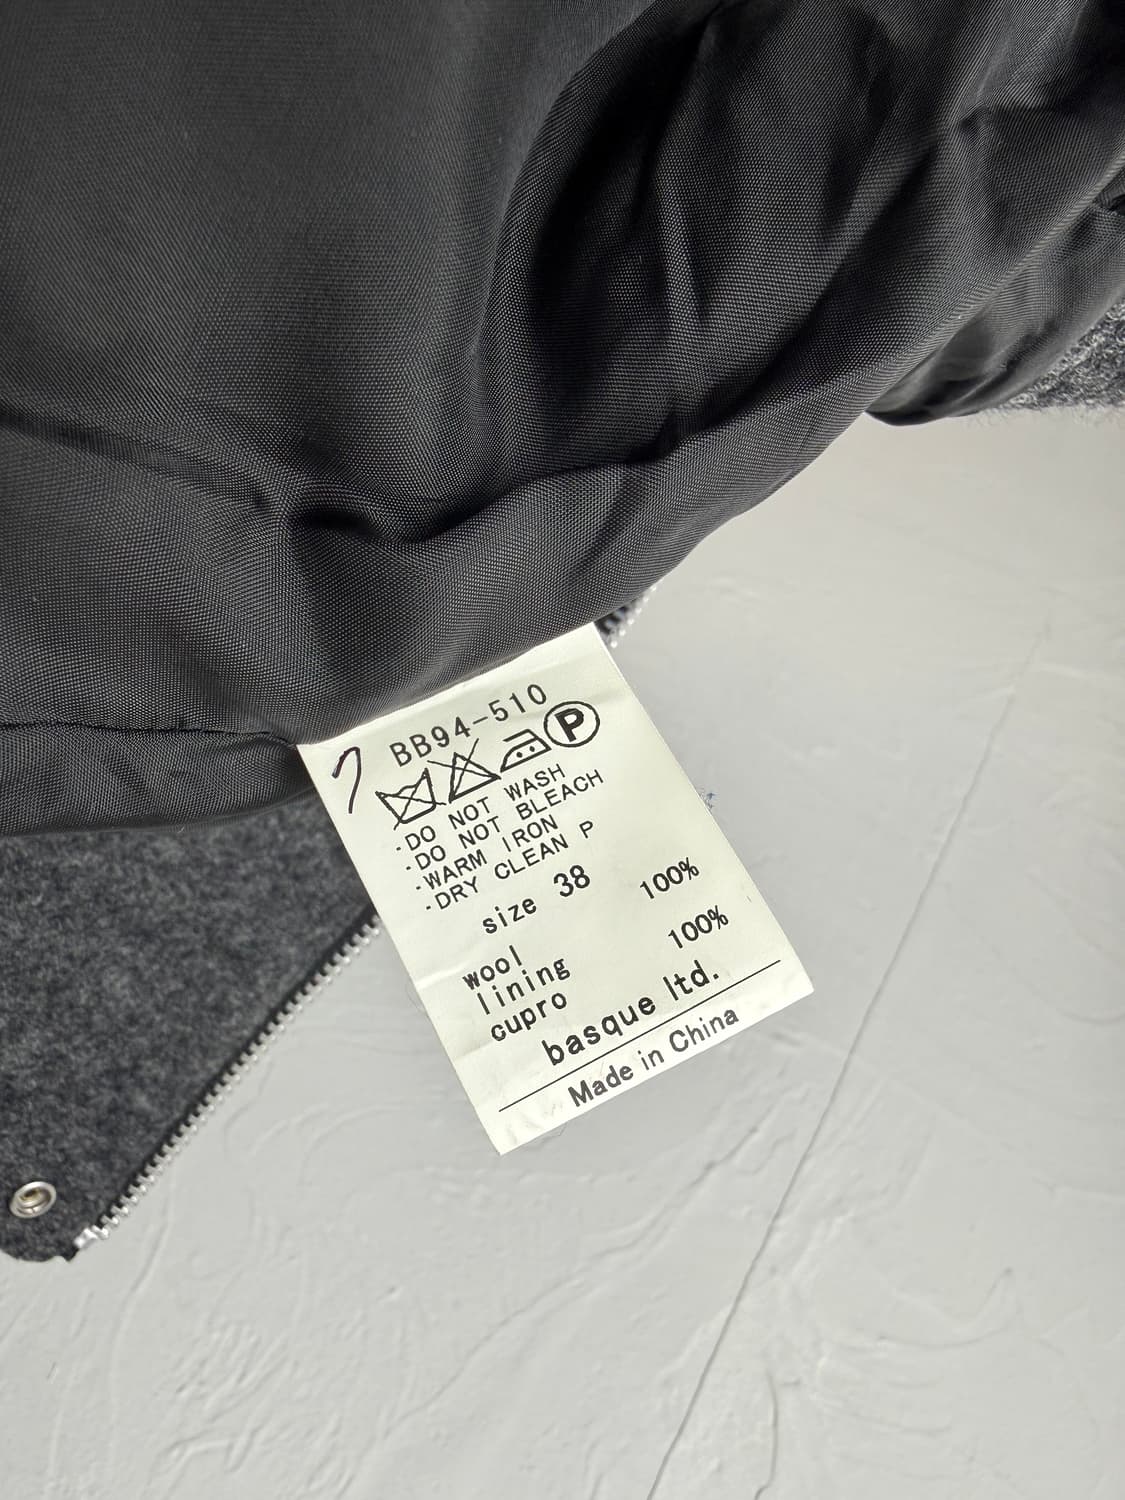 7
BB94-510
P
·DO NOT WASH
·DO NOT BLEACH
·WARM IRON
·DRY CLEAN P
size 38
wool 100%
lining
cupro 100%
basque ltd.
Made in China